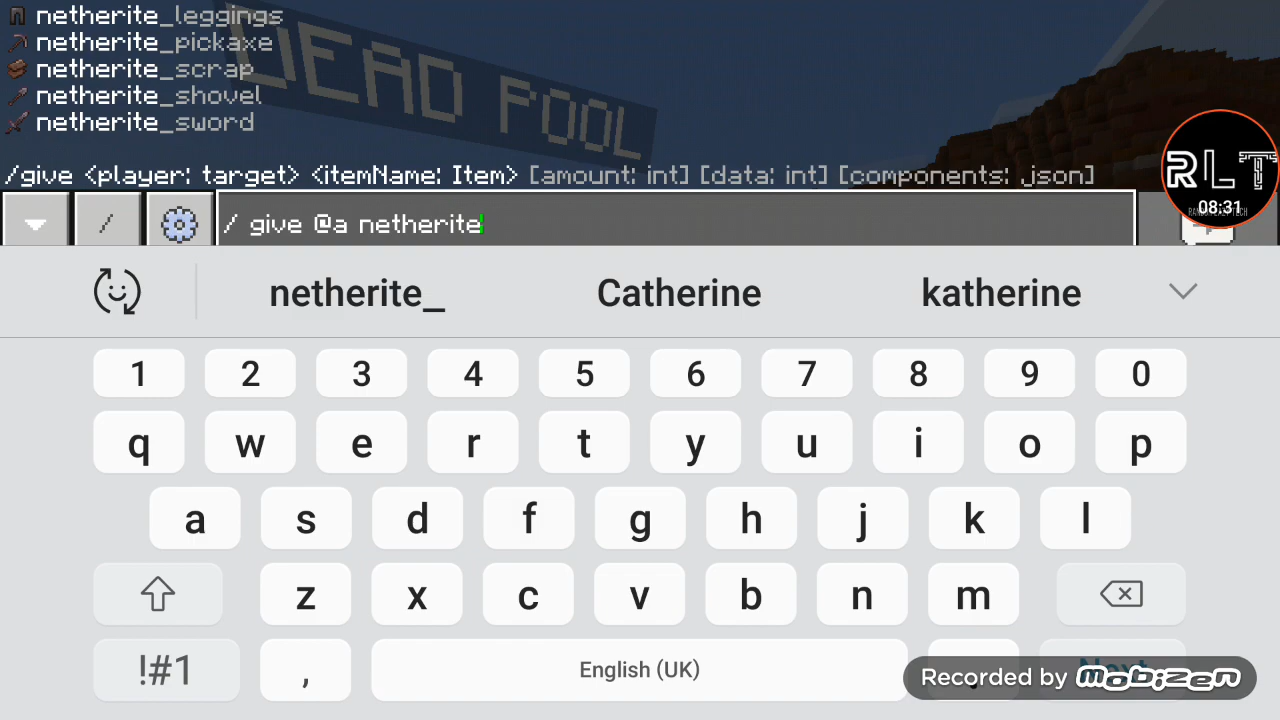 netherite_leggings
netherite_pickaxe
netherite_scrap
netherite_shovel
netherite_sword
DEAD POOL
/give <player: target> <itemName: Item> [amount: int] [data: int] [components: json]
/
/ give @a netherite
RLT
08:31
netherite_ Catherine katherine
1 2 3 4 5 6 7 8 9 0
q w e r t y u i o p
a s d f g h j k l
z x c v b n m
!#1 , English (UK) . Next
Recorded by mobizen